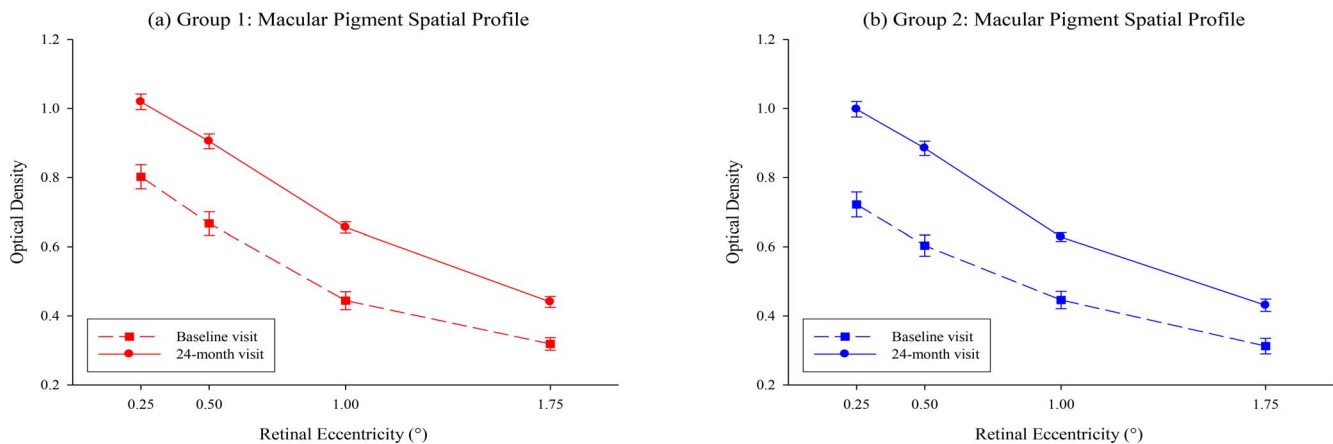 (a) Group 1: Macular Pigment Spatial Profile
1.2
1.0
0.8
0.6
0.4
0.2
Optical Density
Baseline visit
24-month visit
0.25 0.50 1.00 1.75
Retinal Eccentricity (°)
(b) Group 2: Macular Pigment Spatial Profile
1.2
1.0
0.8
0.6
0.4
0.2
Optical Density
Baseline visit
24-month visit
0.25 0.50 1.00 1.75
Retinal Eccentricity (°)